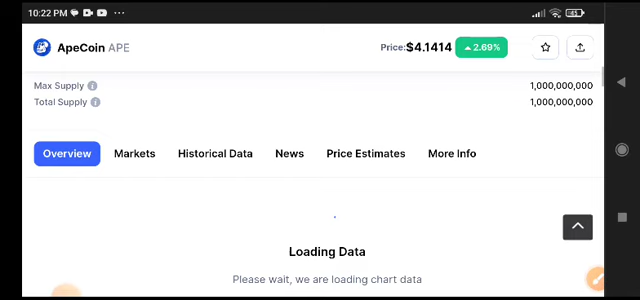 10:22 PM
ApeCoin APE
Price:$4.1414 2.69%
Max Supply 1,000,000,000
Total Supply 1,000,000,000
Overview Markets Historical Data News Price Estimates More Info
Loading Data
Please wait, we are loading chart data